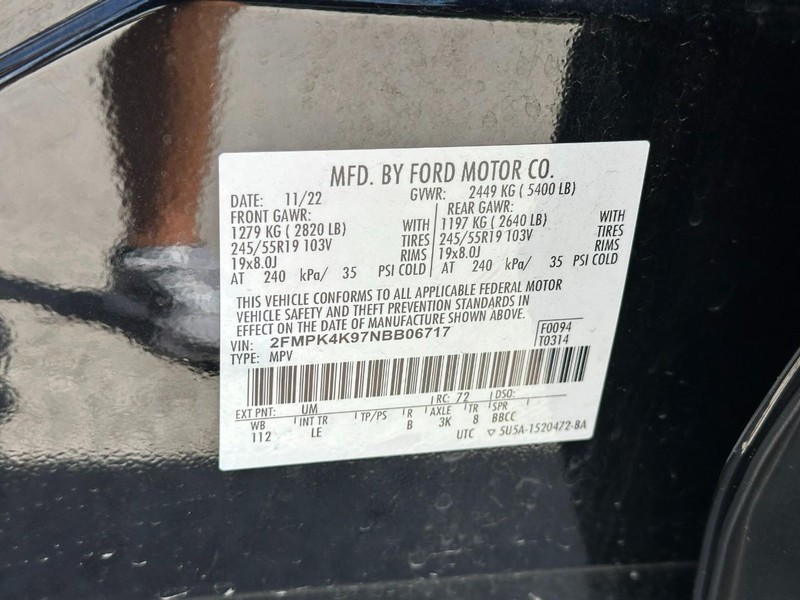 MFD. BY FORD MOTOR CO.
DATE: 11/22 GVWR: 2449 KG ( 5400 LB)
FRONT GAWR: REAR GAWR:
1279 KG ( 2820 LB) WITH 1197 KG ( 2640 LB) WITH
245/55R19 103V TIRES 245/55R19 103V TIRES
19x8.0J RIMS 19x8.0J RIMS
AT 240 kPa/ 35 PSI COLD AT 240 kPa/ 35 PSI COLD
THIS VEHICLE CONFORMS TO ALL APPLICABLE FEDERAL MOTOR
VEHICLE SAFETY AND THEFT PREVENTION STANDARDS IN
EFFECT ON THE DATE OF MANUFACTURE SHOWN ABOVE.
VIN: 2FMPK4K97NBB06717 F0094
TYPE: MPV T0314
EXT PNT: UM RC: 72 DSO:
WB INT TR TP/PS R AXLE TR SPR
112 LE B 3K 8 BBCC
UTC ▽ 5U5A-1520472-BA